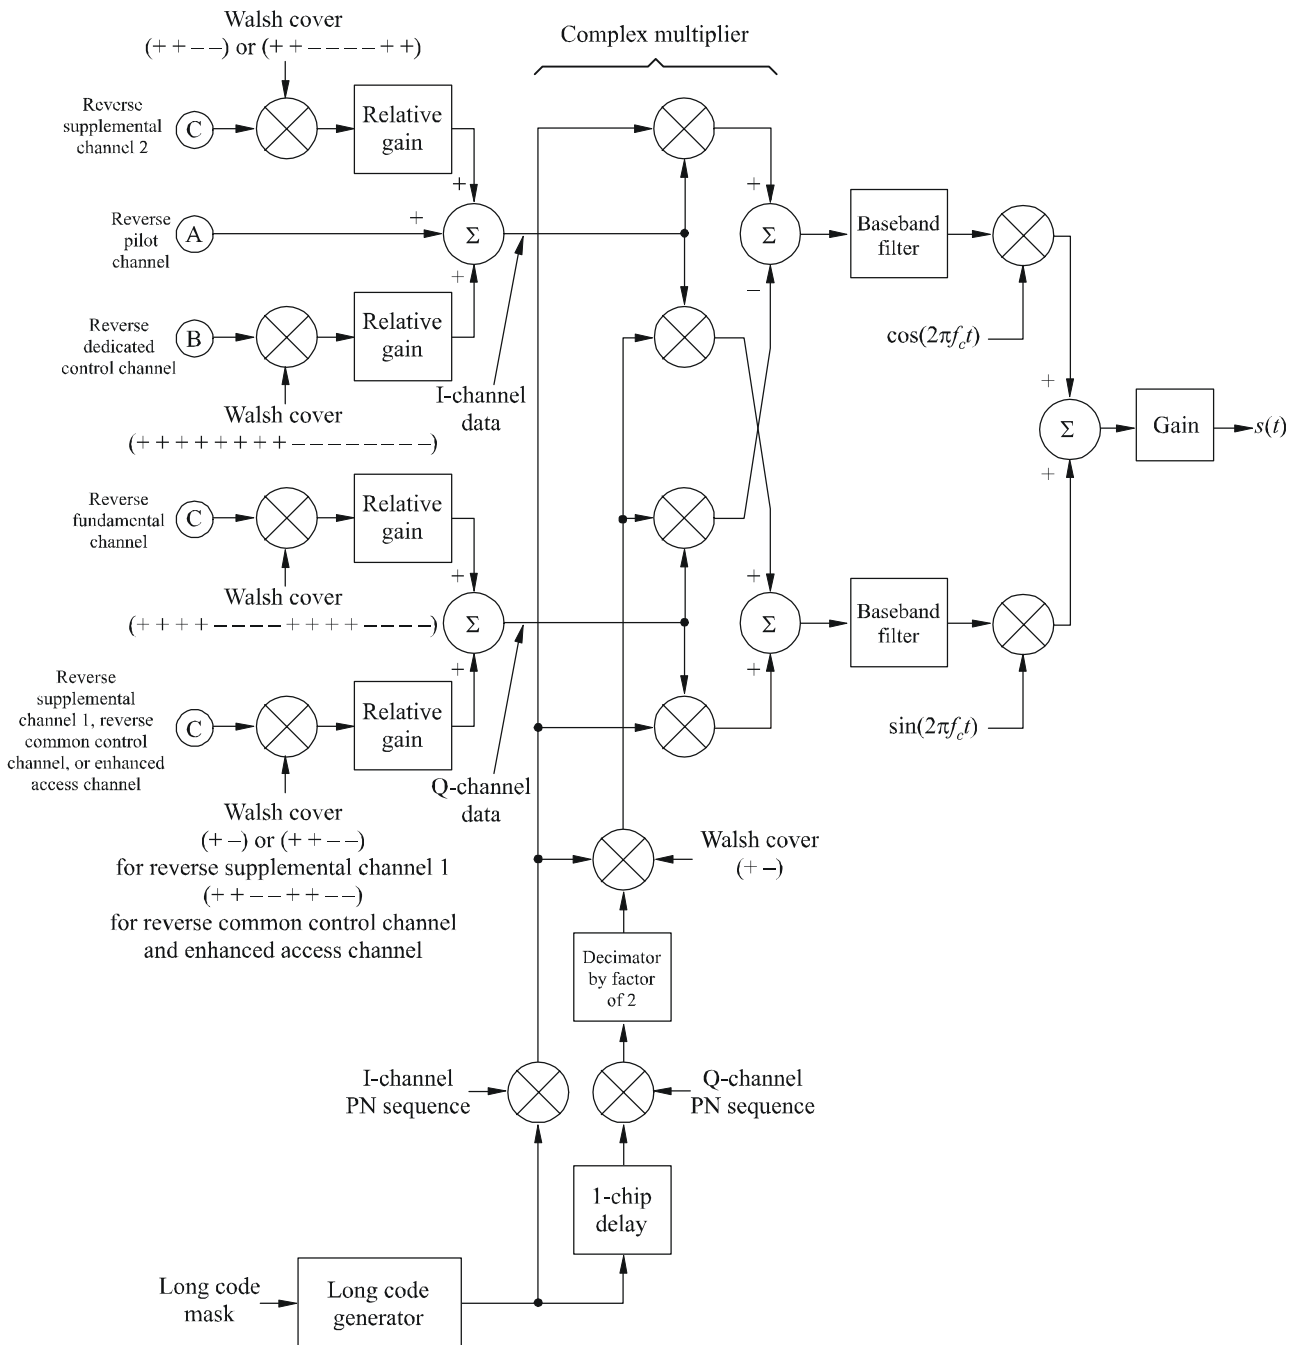 Walsh cover
(+ + – –) or (+ + – – – – + +)
Complex multiplier
Reverse
supplemental
channel 2
C
Relative
gain
+
+
Reverse
pilot
channel
A
Σ
+
Reverse
dedicated
control channel
B
Relative
gain
Walsh cover
(+ + + + + + + + – – – – – – – –)
I-channel
data
+
Σ
–
Baseband
filter
cos(2πf_ct)
+
Σ
+
Gain
s(t)
Reverse
fundamental
channel
C
Relative
gain
+
Walsh cover
(+ + + + – – – – + + + + – – – –)
Σ
+
Reverse
supplemental
channel 1, reverse
common control
channel, or enhanced
access channel
C
Relative
gain
Q-channel
data
+
Σ
+
Baseband
filter
sin(2πf_ct)
Walsh cover
(+ –) or (+ + – –)
for reverse supplemental channel 1
(+ + – – + + – –)
for reverse common control channel
and enhanced access channel
Walsh cover
(+ –)
Decimator
by factor
of 2
I-channel
PN sequence
Q-channel
PN sequence
1-chip
delay
Long code
mask
Long code
generator